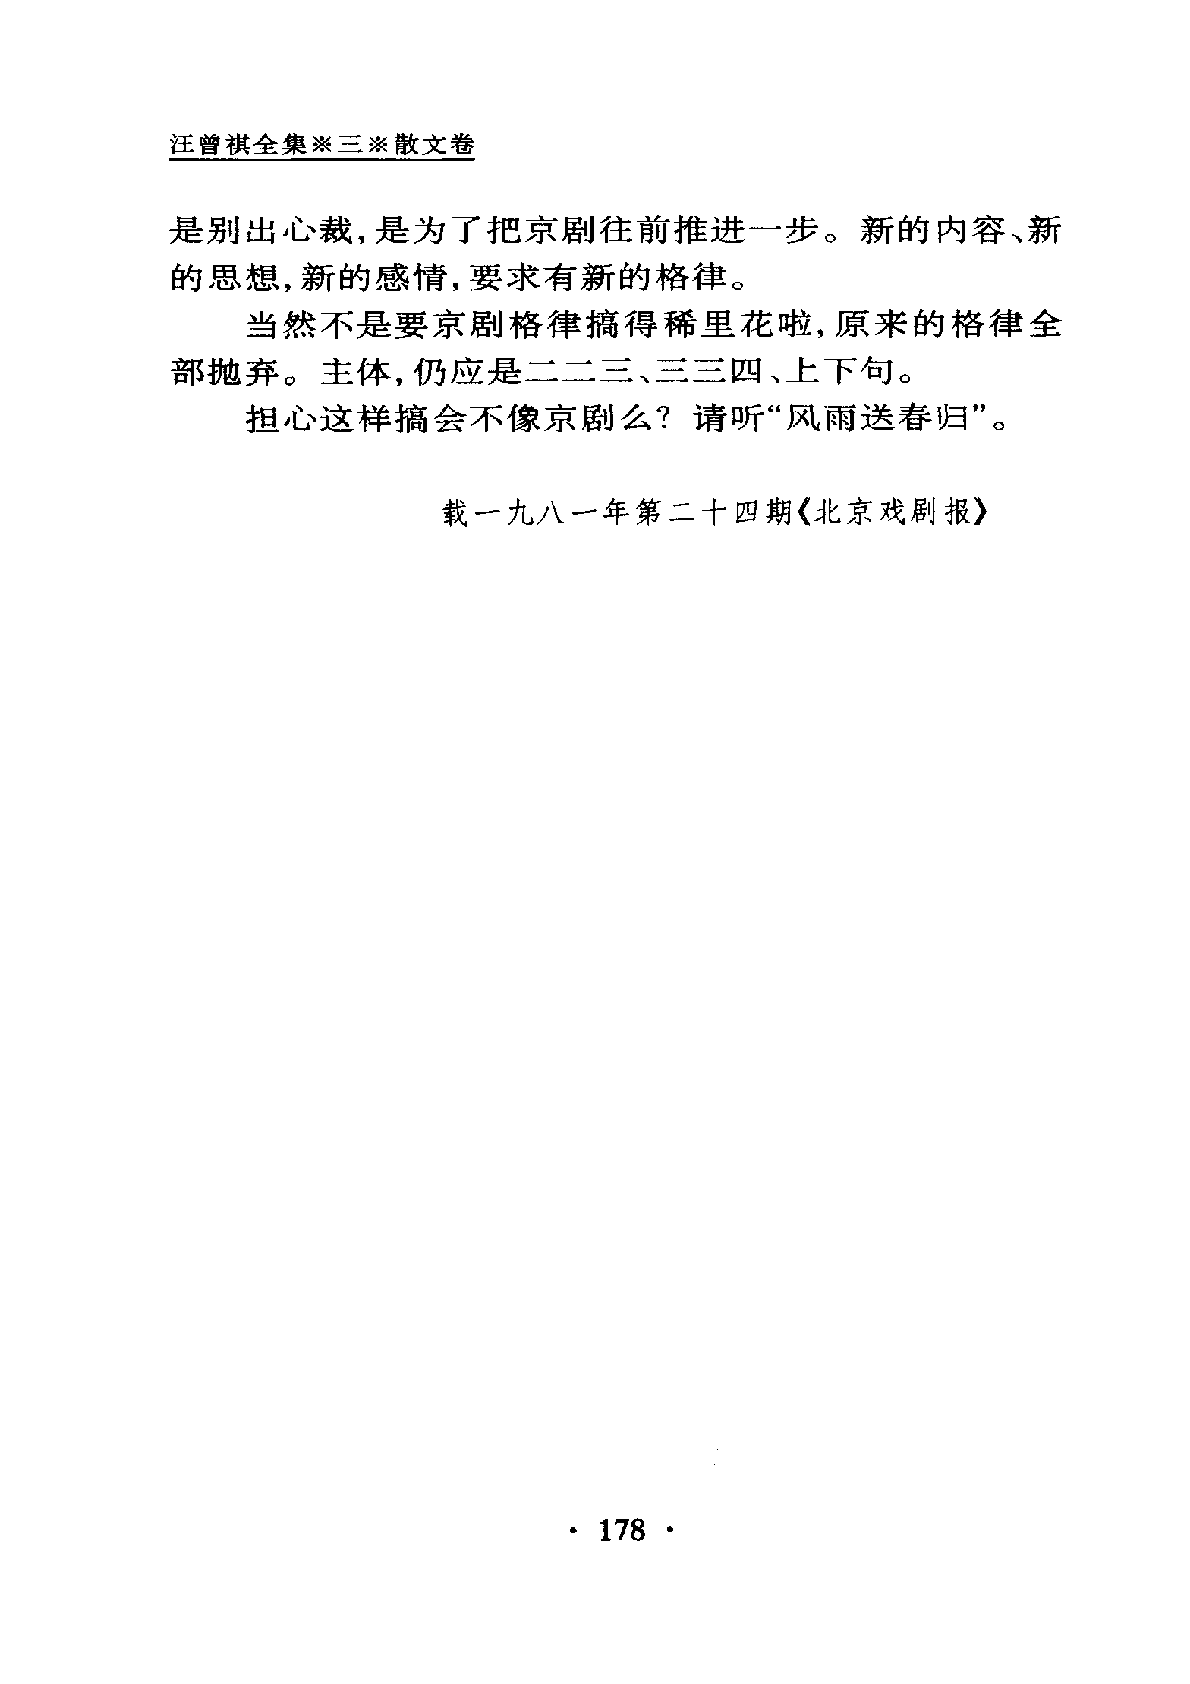 汪曾祺全集※三※散文卷
是别出心裁,是为了把京剧往前推进一步。新的内容、新
的思想,新的感情,要求有新的格律。
当然不是要京剧格律搞得稀里花啦,原来的格律全
部抛弃。主体,仍应是二二三、三三四、上下句。
担心这样搞会不像京剧么?请听“风雨送春归”。
载一九八一年第二十四期《北京戏剧报》
· 178 ·